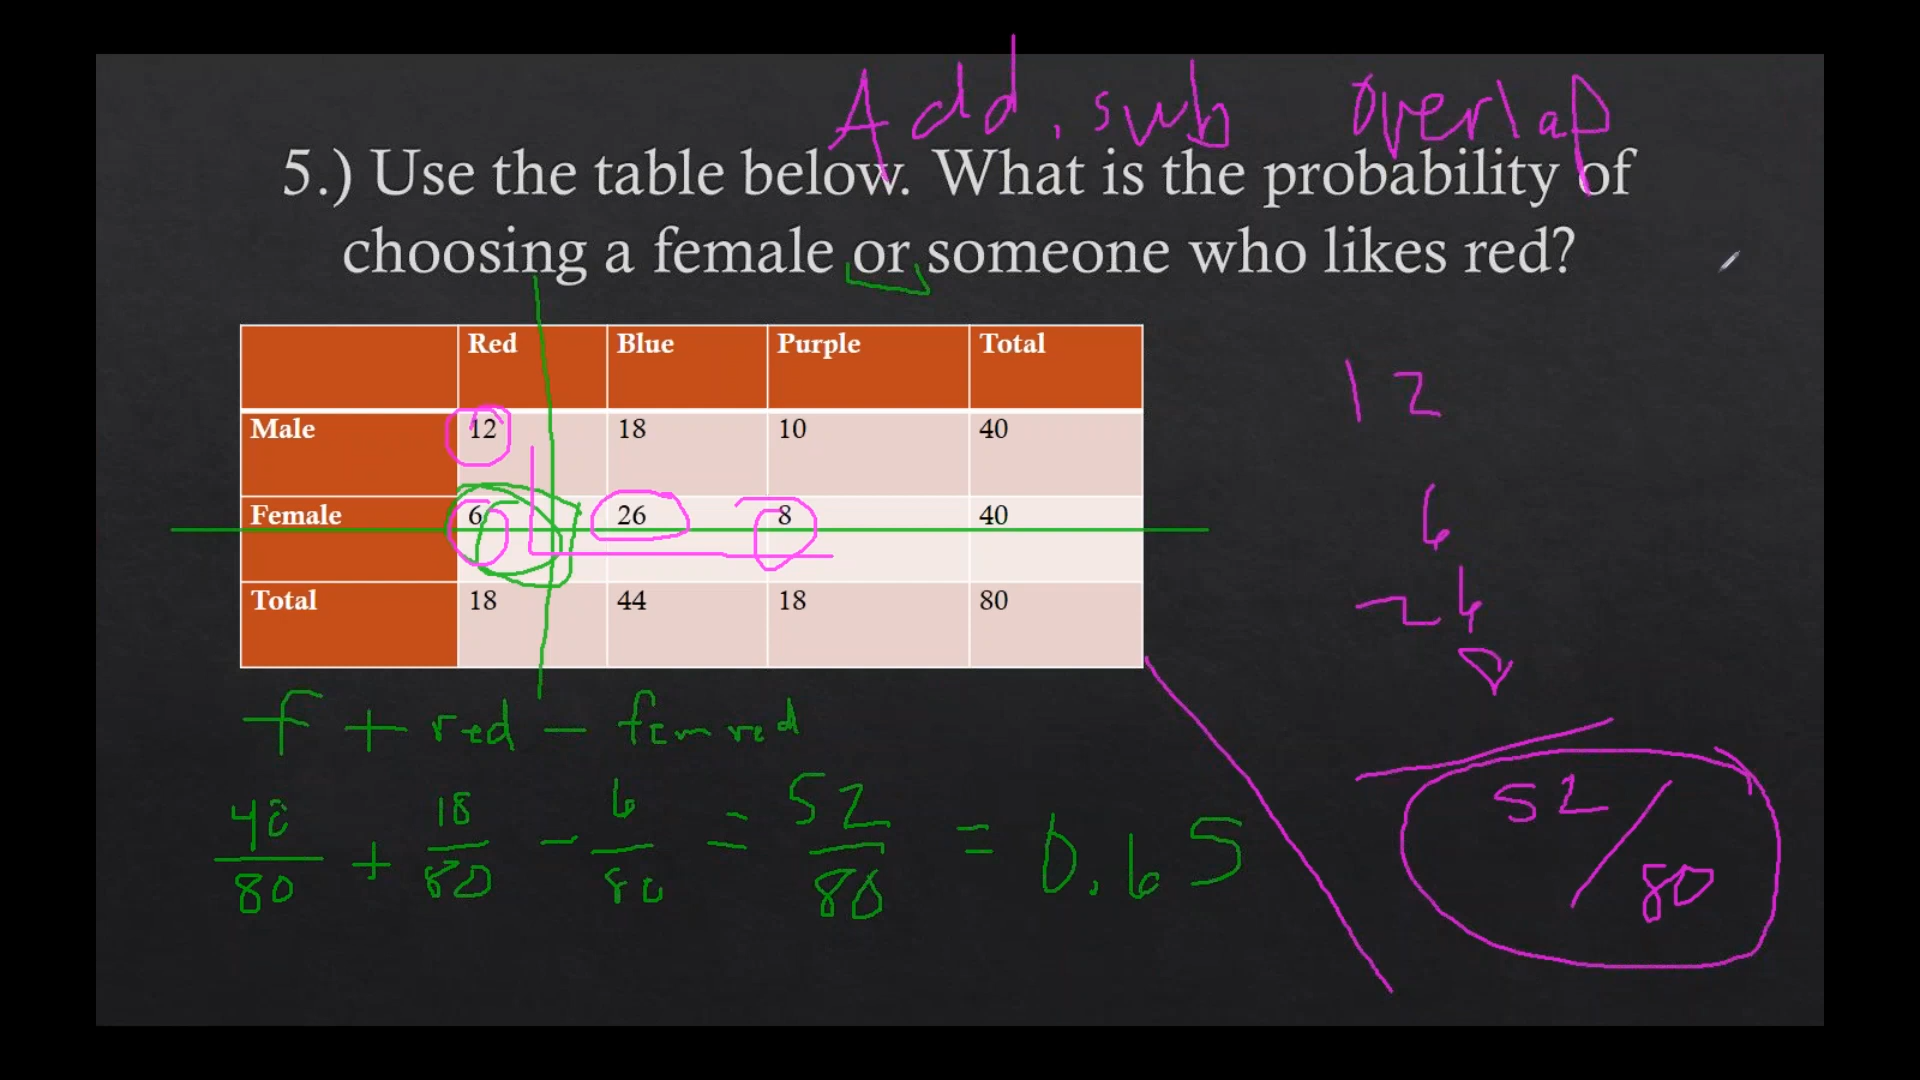 Add, sub overlap
5.) Use the table below. What is the probability of
choosing a female or someone who likes red?
Red Blue Purple Total
Male 12 18 10 40
Female 6 26 8 40
Total 18 44 18 80
f + red - fem red
40/80 + 18/80 - 6/80 = 52/80 = 0.65
12
6
26
8
52/80